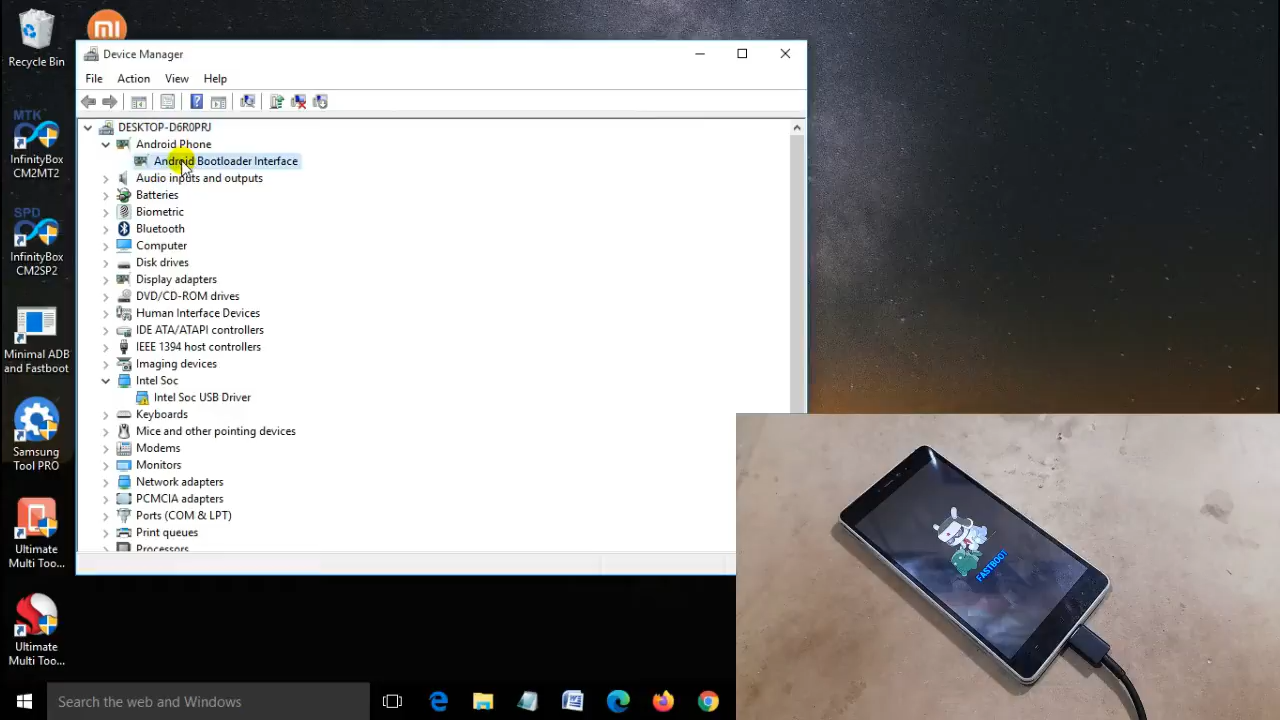 Recycle Bin
MTK
InfinityBox
CM2MT2
SPD
InfinityBox
CM2SP2
Minimal ADB
and Fastboot
Samsung
Tool PRO
Ultimate
Multi Too...
Ultimate
Multi Too...
Device Manager
File Action View Help
DESKTOP-D6R0PRJ
Android Phone
Android Bootloader Interface
Audio inputs and outputs
Batteries
Biometric
Bluetooth
Computer
Disk drives
Display adapters
DVD/CD-ROM drives
Human Interface Devices
IDE ATA/ATAPI controllers
IEEE 1394 host controllers
Imaging devices
Intel Soc
Intel Soc USB Driver
Keyboards
Mice and other pointing devices
Modems
Monitors
Network adapters
PCMCIA adapters
Ports (COM & LPT)
Print queues
Processors
FASTBOOT
Search the web and Windows